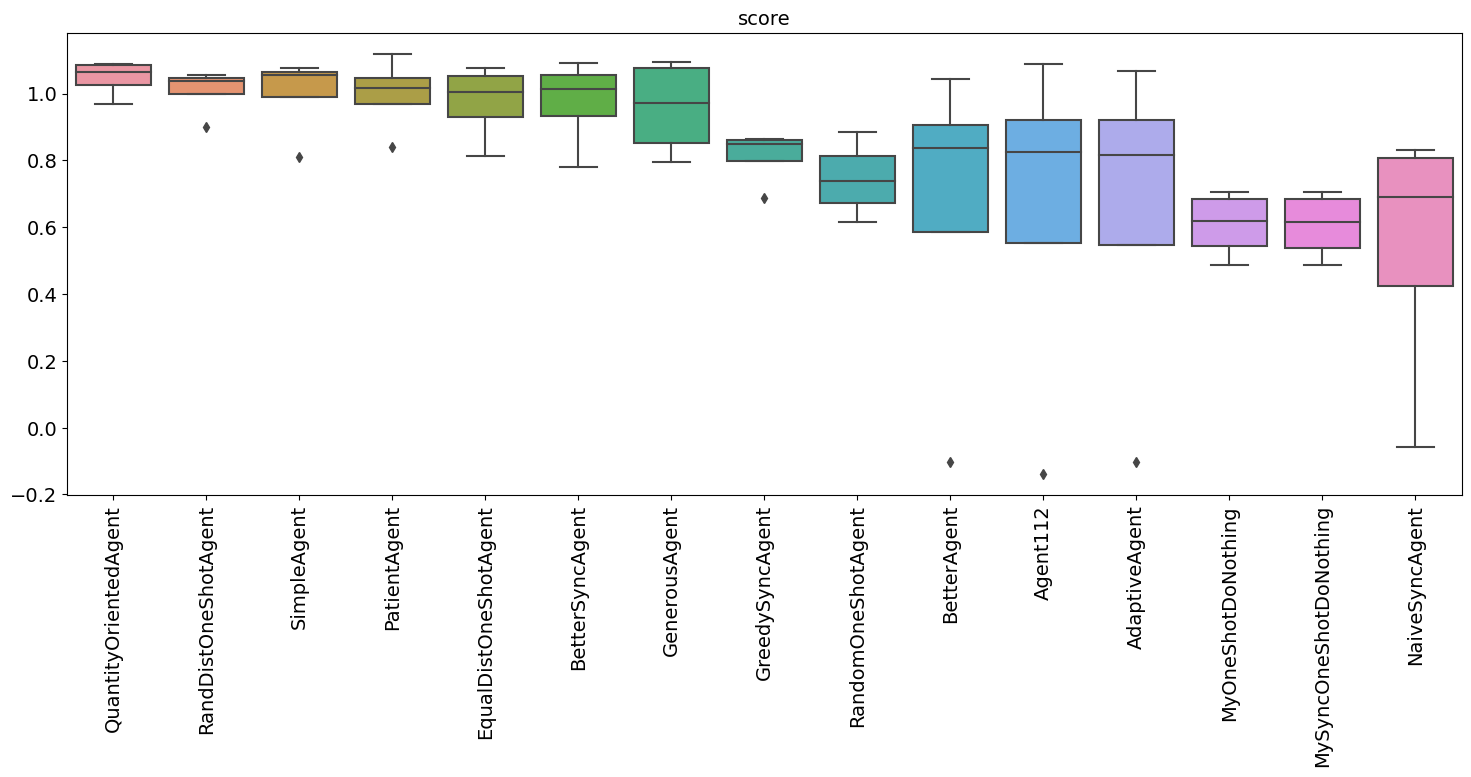 score
1.0
0.8
0.6
0.4
0.2
0.0
−0.2
QuantityOrientedAgent
RandDistOneShotAgent
SimpleAgent
PatientAgent
EqualDistOneShotAgent
BetterSyncAgent
GenerousAgent
GreedySyncAgent
RandomOneShotAgent
BetterAgent
Agent112
AdaptiveAgent
MyOneShotDoNothing
MySyncOneShotDoNothing
NaiveSyncAgent